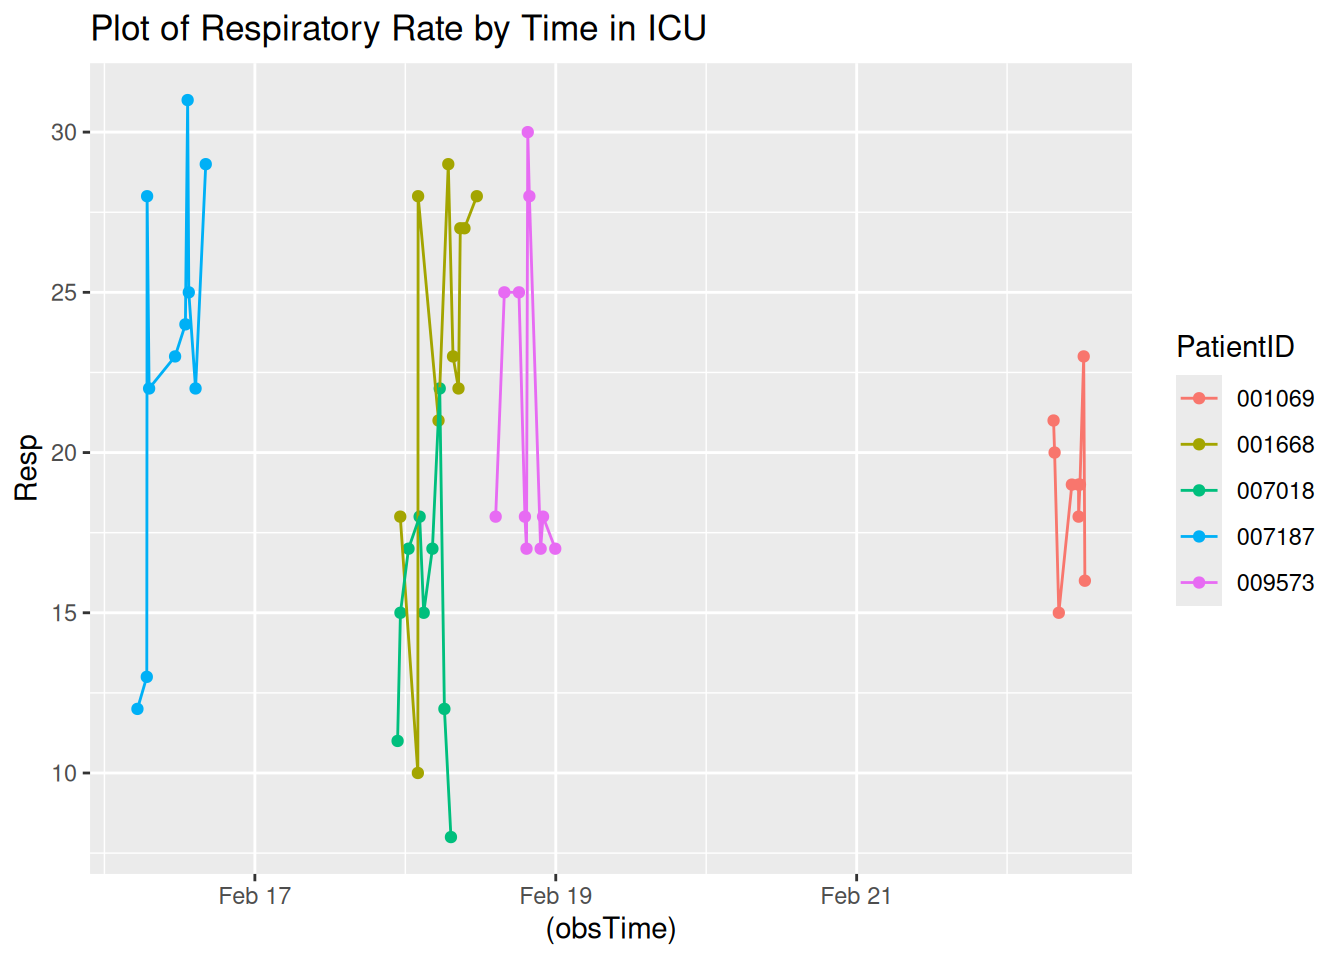 Plot of Respiratory Rate by Time in ICU
30
25
20
15
10
Resp
Feb 17
Feb 19
Feb 21
(obsTime)
PatientID
001069
001668
007018
007187
009573